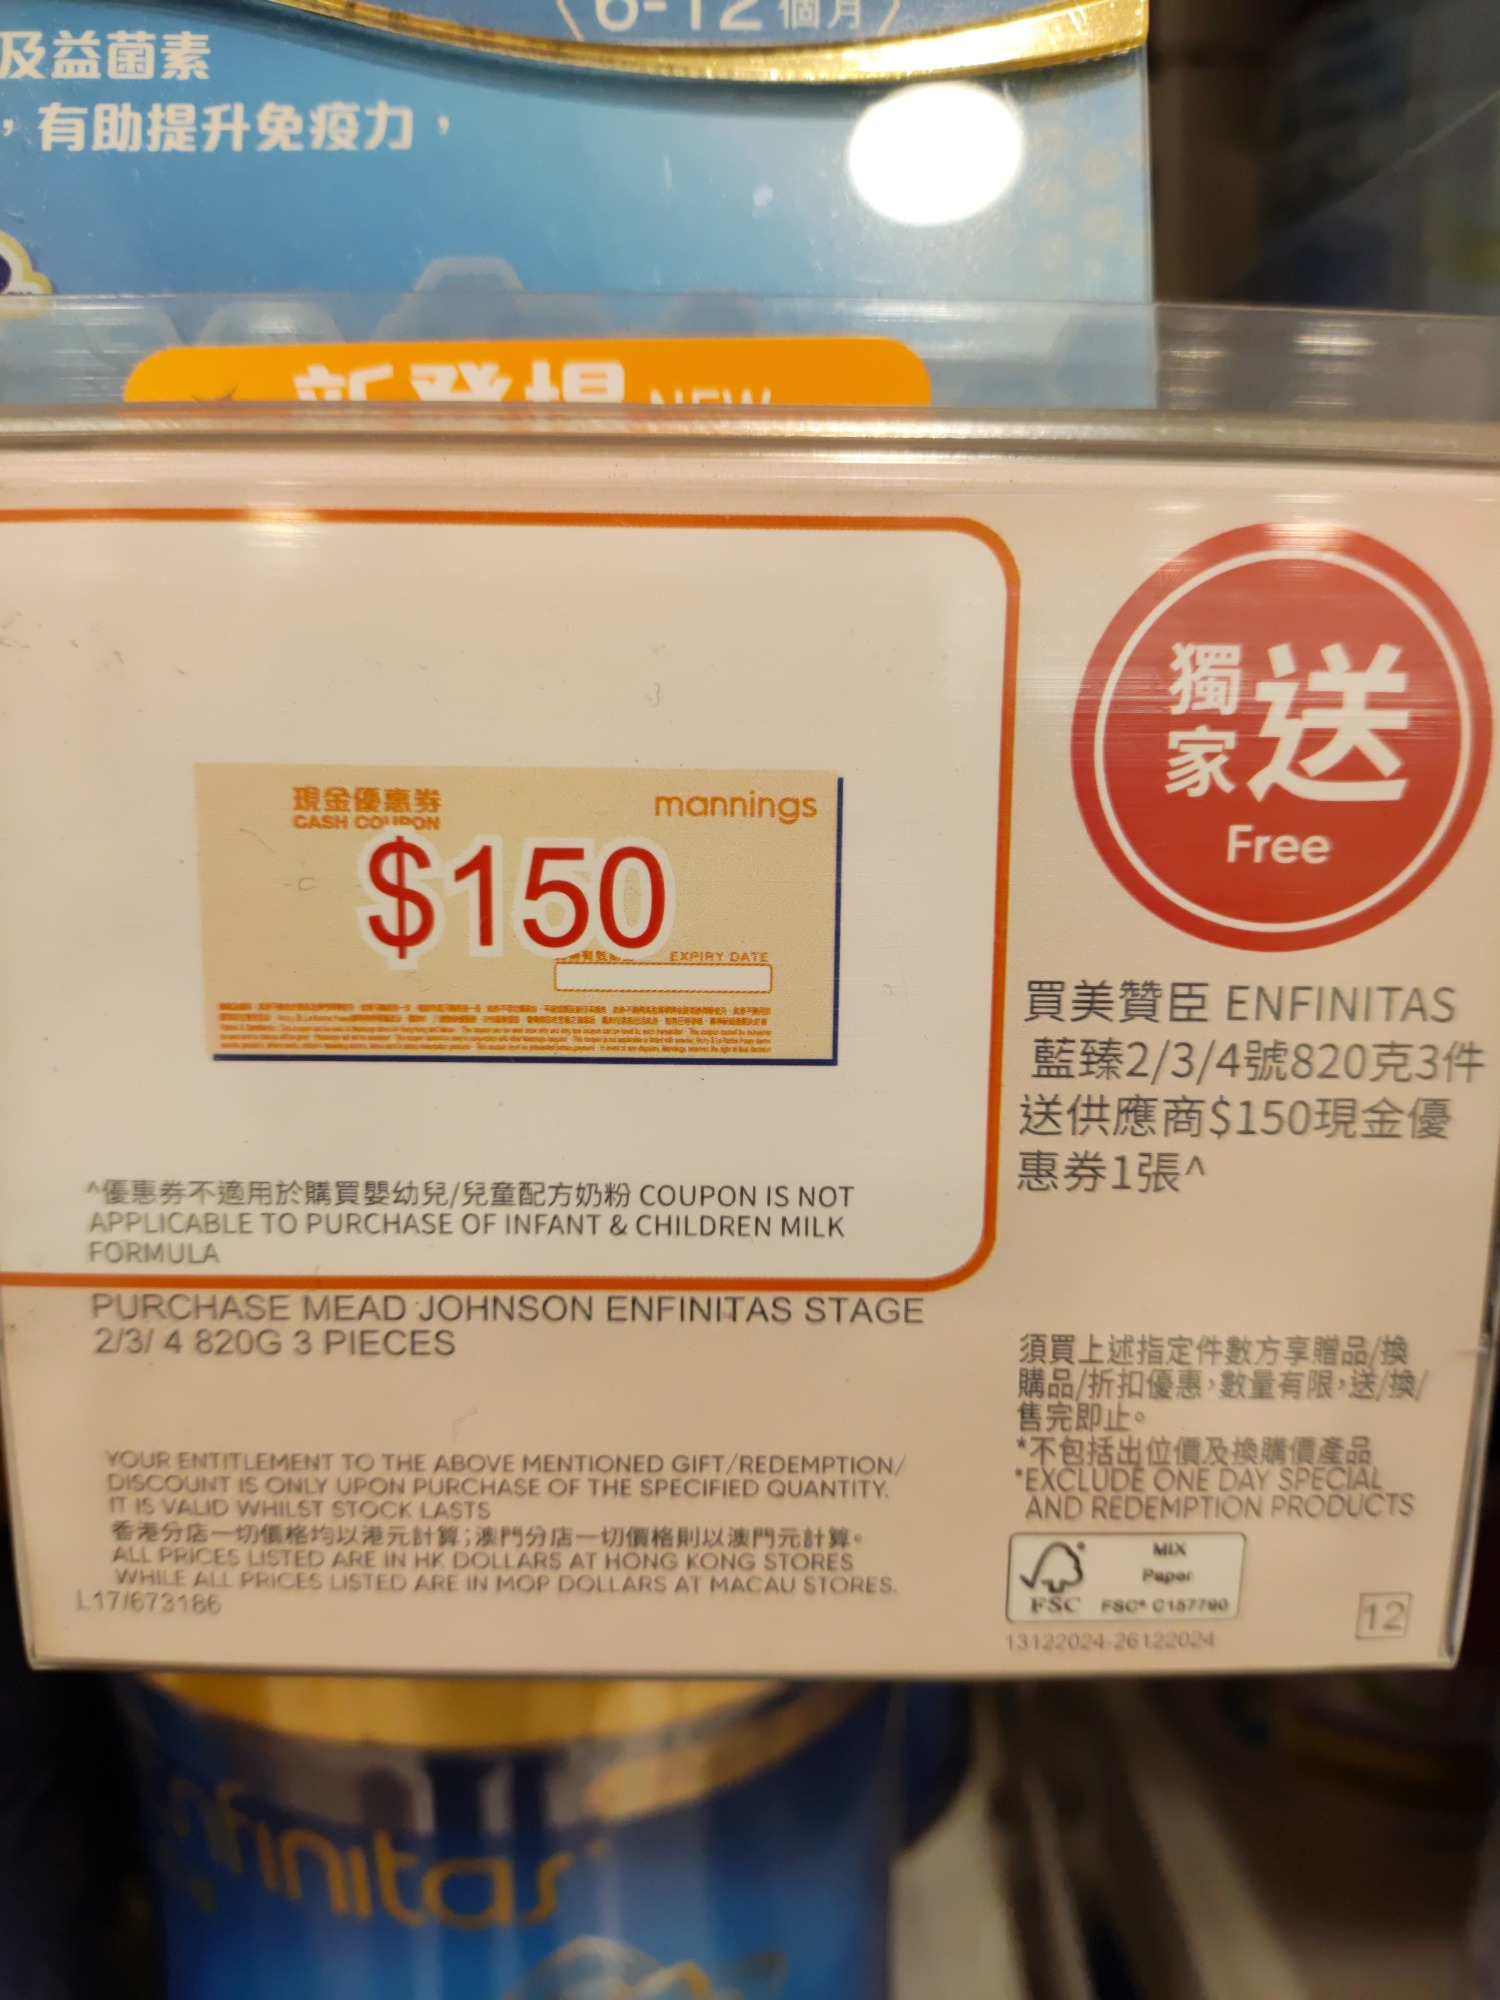 6-12個月
及益菌素
，有助提升免疫力，
新登場 NEW
獨家送
Free
現金優惠券
CASH COUPON
mannings
$150
EXPIRY DATE
買美贊臣 ENFINITAS
藍臻2/3/4號820克3件
送供應商$150現金優
惠券1張^
^優惠券不適用於購買嬰幼兒/兒童配方奶粉 COUPON IS NOT
APPLICABLE TO PURCHASE OF INFANT & CHILDREN MILK
FORMULA
PURCHASE MEAD JOHNSON ENFINITAS STAGE
2/3/ 4 820G 3 PIECES
須買上述指定件數方享贈品/換
購品/折扣優惠，數量有限，送/換/
售完即止。
*不包括出位價及換購價產品
*EXCLUDE ONE DAY SPECIAL
AND REDEMPTION PRODUCTS
YOUR ENTITLEMENT TO THE ABOVE MENTIONED GIFT/REDEMPTION/
DISCOUNT IS ONLY UPON PURCHASE OF THE SPECIFIED QUANTITY.
IT IS VALID WHILST STOCK LASTS
香港分店一切價格均以港元計算；澳門分店一切價格則以澳門元計算。
ALL PRICES LISTED ARE IN HK DOLLARS AT HONG KONG STORES
WHILE ALL PRICES LISTED ARE IN MOP DOLLARS AT MACAU STORES.
L17/673186
MIX
Paper
FSC
FSC® C157790
12
13122024-26122024
enfinitas